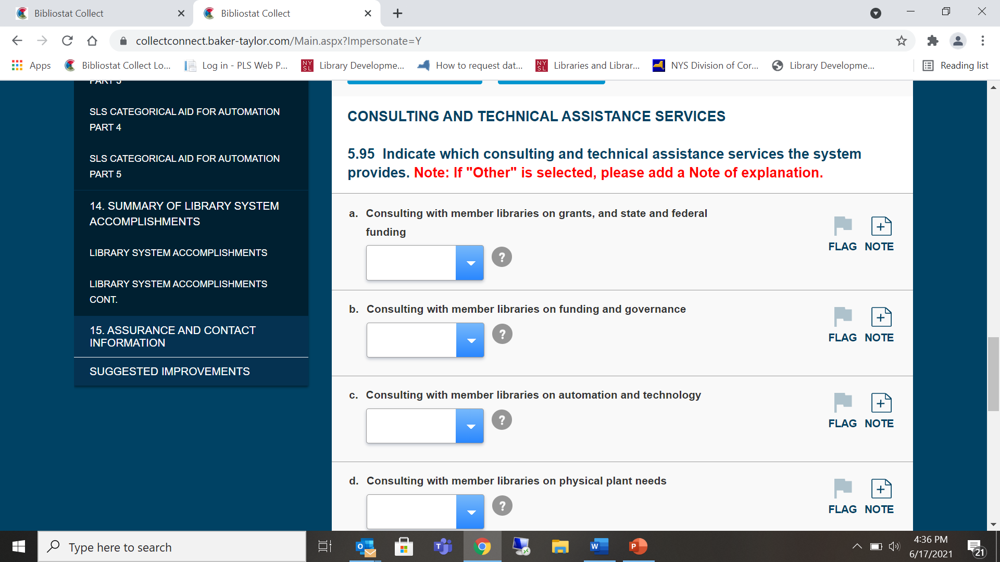 Bibliostat Collect
Bibliostat Collect
collectconnect.baker-taylor.com/Main.aspx?Impersonate=Y
Apps
Bibliostat Collect Lo...
Log in - PLS Web P...
NY SL
Library Developme...
How to request dat...
NY SL
Libraries and Librar...
NYS Division of Cor...
Library Developme...
Reading list
PART 3
SLS CATEGORICAL AID FOR AUTOMATION
PART 4
SLS CATEGORICAL AID FOR AUTOMATION
PART 5
14. SUMMARY OF LIBRARY SYSTEM
ACCOMPLISHMENTS
LIBRARY SYSTEM ACCOMPLISHMENTS
LIBRARY SYSTEM ACCOMPLISHMENTS
CONT.
15. ASSURANCE AND CONTACT
INFORMATION
SUGGESTED IMPROVEMENTS
CONSULTING AND TECHNICAL ASSISTANCE SERVICES
5.95 Indicate which consulting and technical assistance services the system
provides. Note: If "Other" is selected, please add a Note of explanation.
a. Consulting with member libraries on grants, and state and federal
funding
?
FLAG NOTE
b. Consulting with member libraries on funding and governance
?
FLAG NOTE
c. Consulting with member libraries on automation and technology
?
FLAG NOTE
d. Consulting with member libraries on physical plant needs
?
FLAG NOTE
Type here to search
4:36 PM
6/17/2021
21